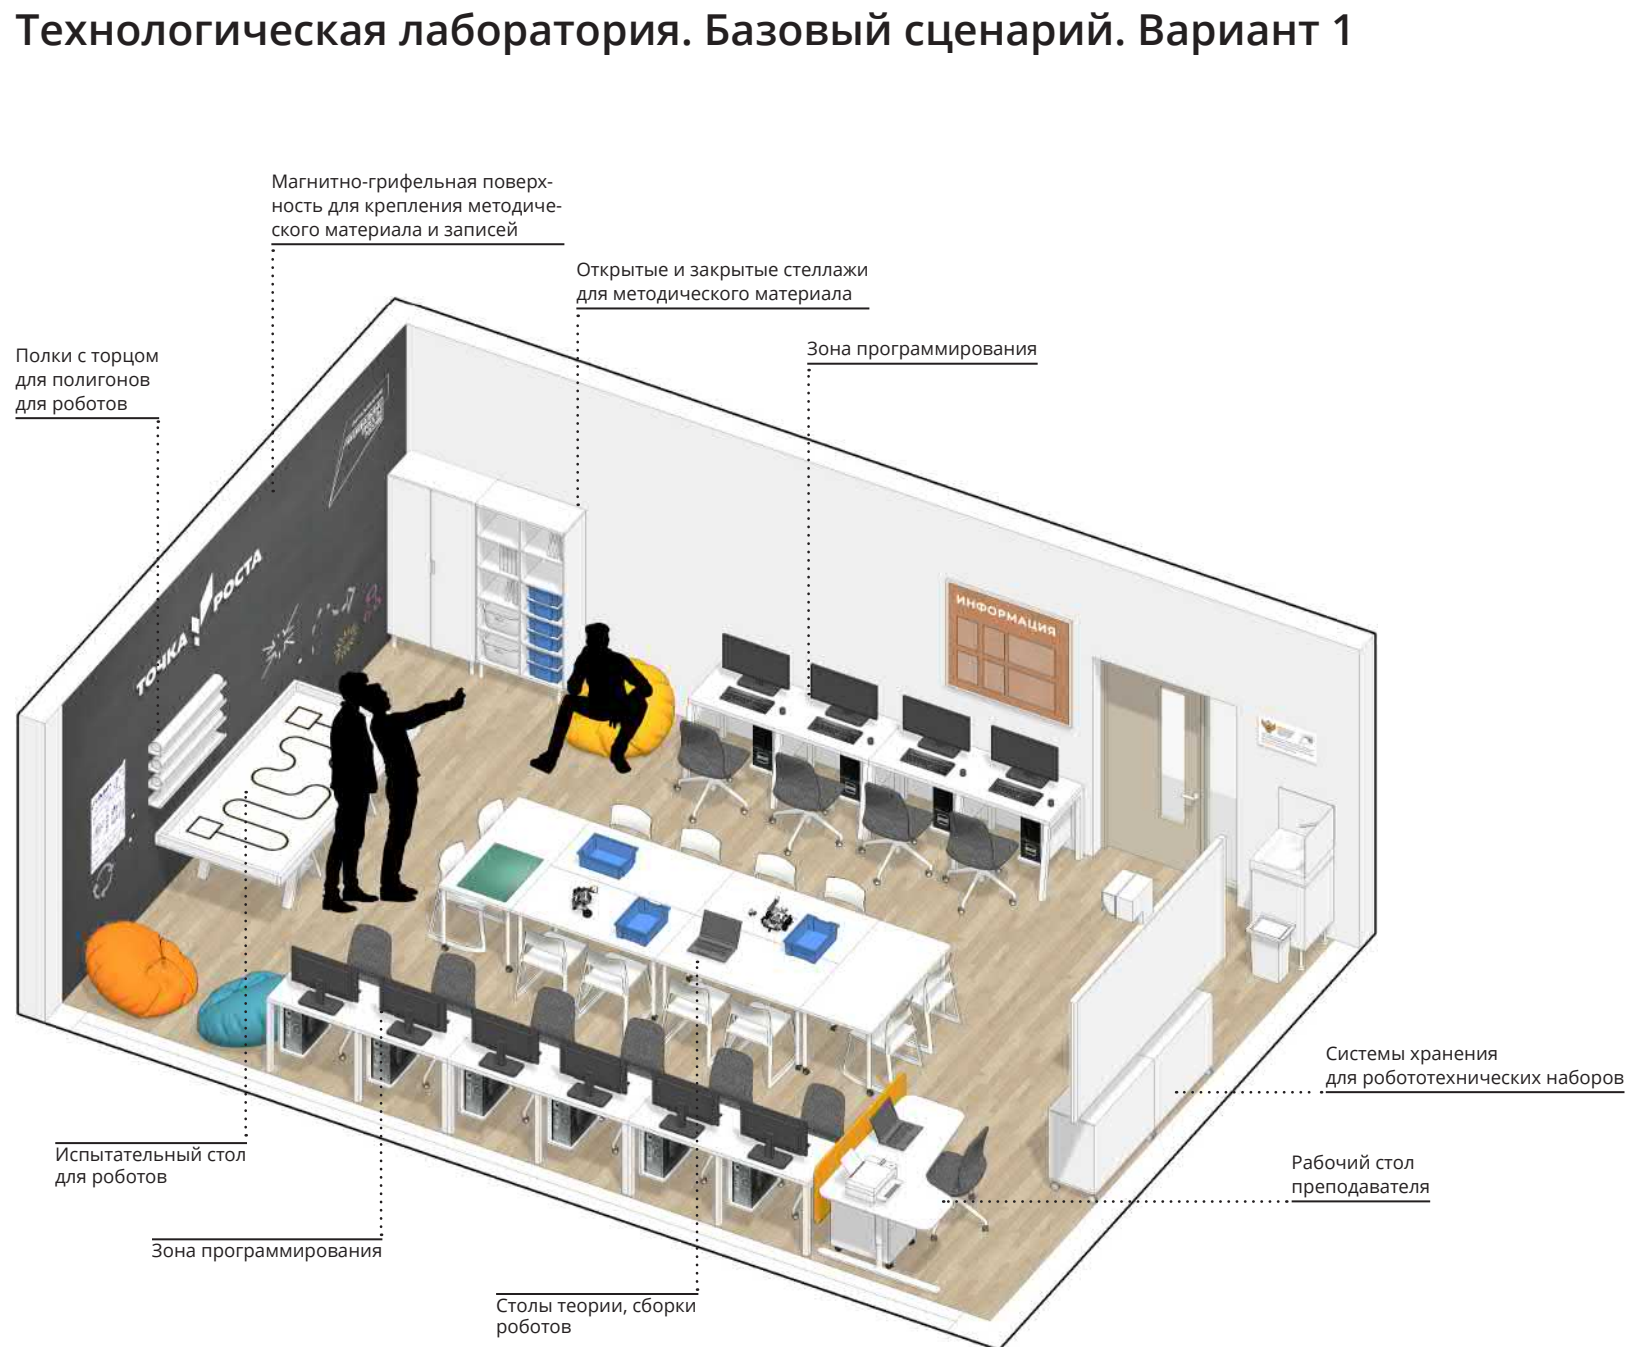 Технологическая лаборатория. Базовый сценарий. Вариант 1
Магнитно-грифельная поверх-
ность для крепления методиче-
ского материала и записей
Открытые и закрытые стеллажи
для методического материала
Зона программирования
Полки с торцом
для полигонов
для роботов
ТОЧКА РОСТА
ИНФОРМАЦИЯ
Системы хранения
для робототехнических наборов
Рабочий стол
преподавателя
Испытательный стол
для роботов
Зона программирования
Столы теории, сборки
роботов